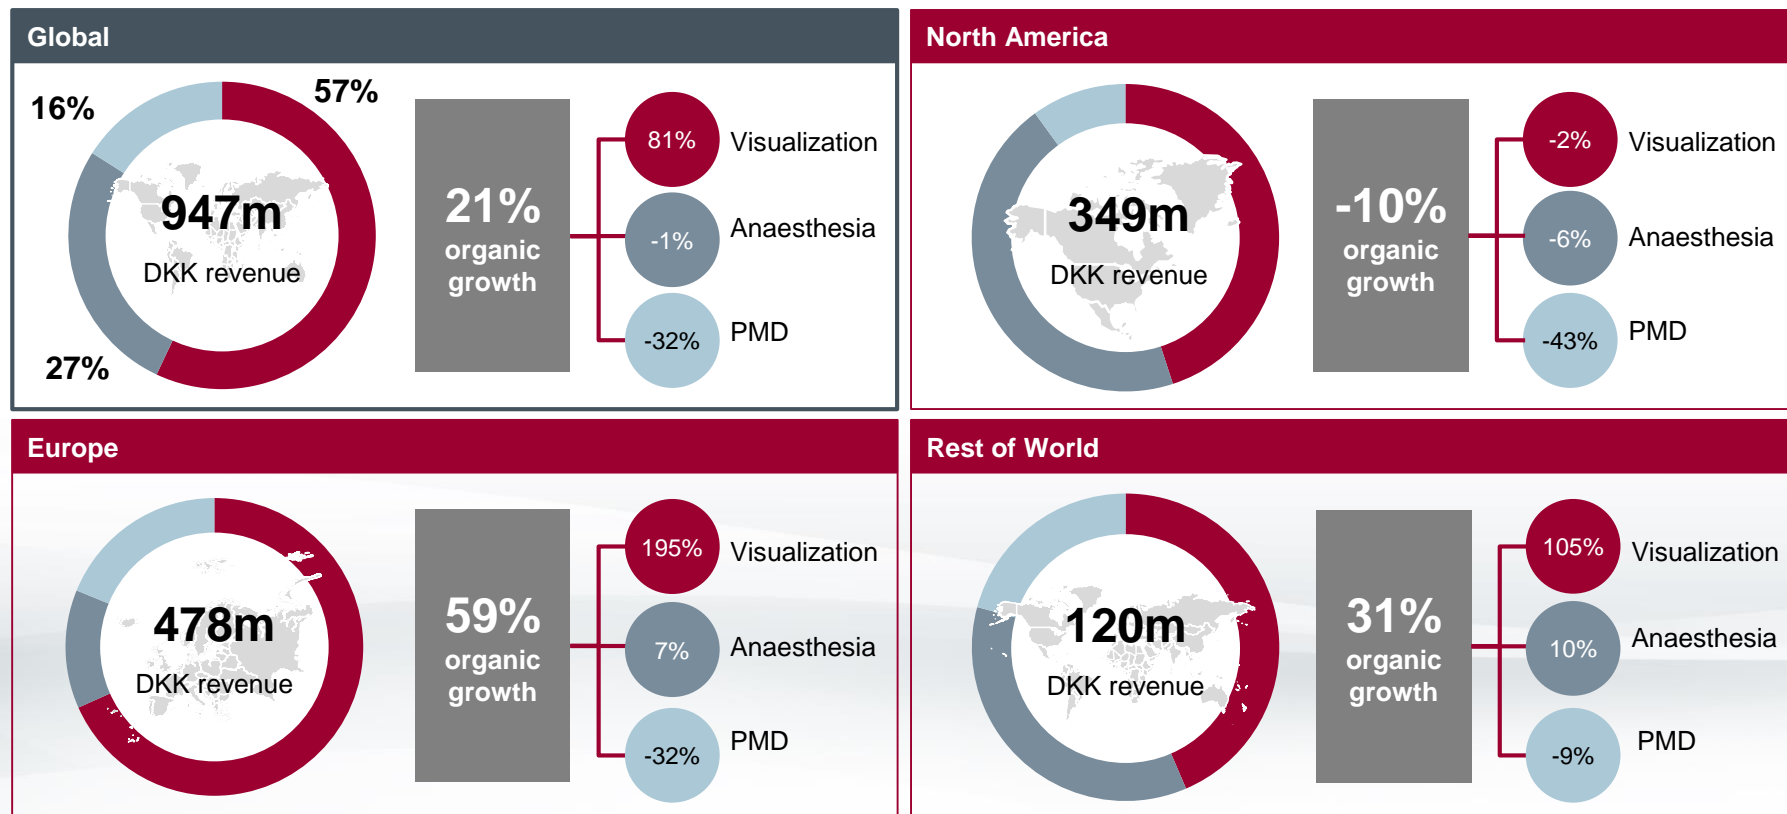 Global
57%
16%
27%
947m
DKK revenue
21%
organic
growth
81%
Visualization
-1%
Anaesthesia
-32%
PMD
North America
349m
DKK revenue
-10%
organic
growth
-2%
Visualization
-6%
Anaesthesia
-43%
PMD
Europe
478m
DKK revenue
59%
organic
growth
195%
Visualization
7%
Anaesthesia
-32%
PMD
Rest of World
120m
DKK revenue
31%
organic
growth
105%
Visualization
10%
Anaesthesia
-9%
PMD